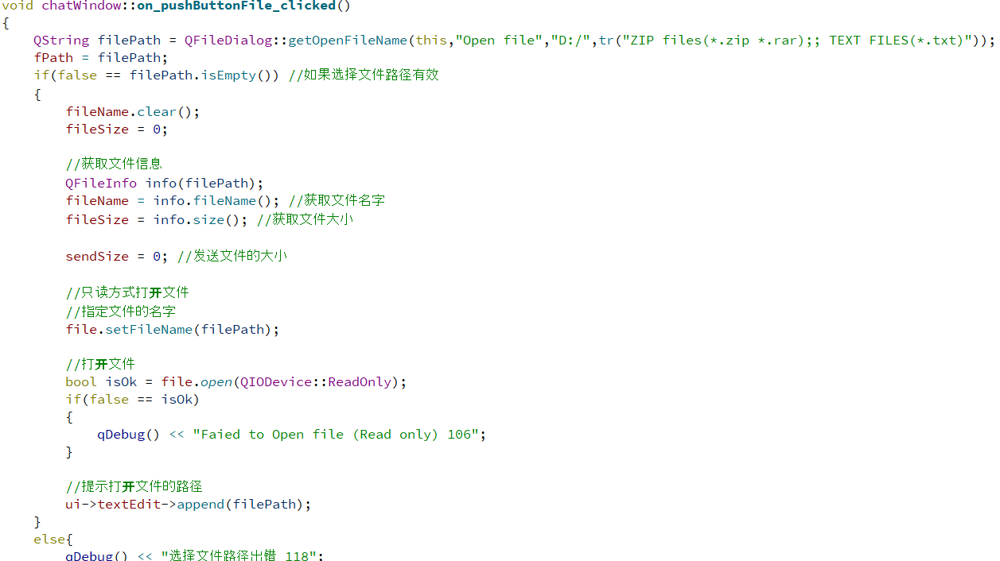 void chatWindow::on_pushButtonFile_clicked()
{
    QString filePath = QFileDialog::getOpenFileName(this,"Open file","D:/",tr("ZIP files(*.zip *.rar);; TEXT FILES(*.txt)"));
    fPath = filePath;
    if(false == filePath.isEmpty()) //如果选择文件路径有效
    {
        fileName.clear();
        fileSize = 0;
        //获取文件信息
        QFileInfo info(filePath);
        fileName = info.fileName(); //获取文件名字
        fileSize = info.size(); //获取文件大小
        sendSize = 0; //发送文件的大小
        //只读方式打开文件
        //指定文件的名字
        file.setFileName(filePath);
        //打开文件
        bool isOk = file.open(QIODevice::ReadOnly);
        if(false == isOk)
        {
            qDebug() << "Faied to Open file (Read only) 106";
        }
        //提示打开文件的路径
        ui->textEdit->append(filePath);
    }
    else{
        qDebug() << "选择文件路径出错 118";